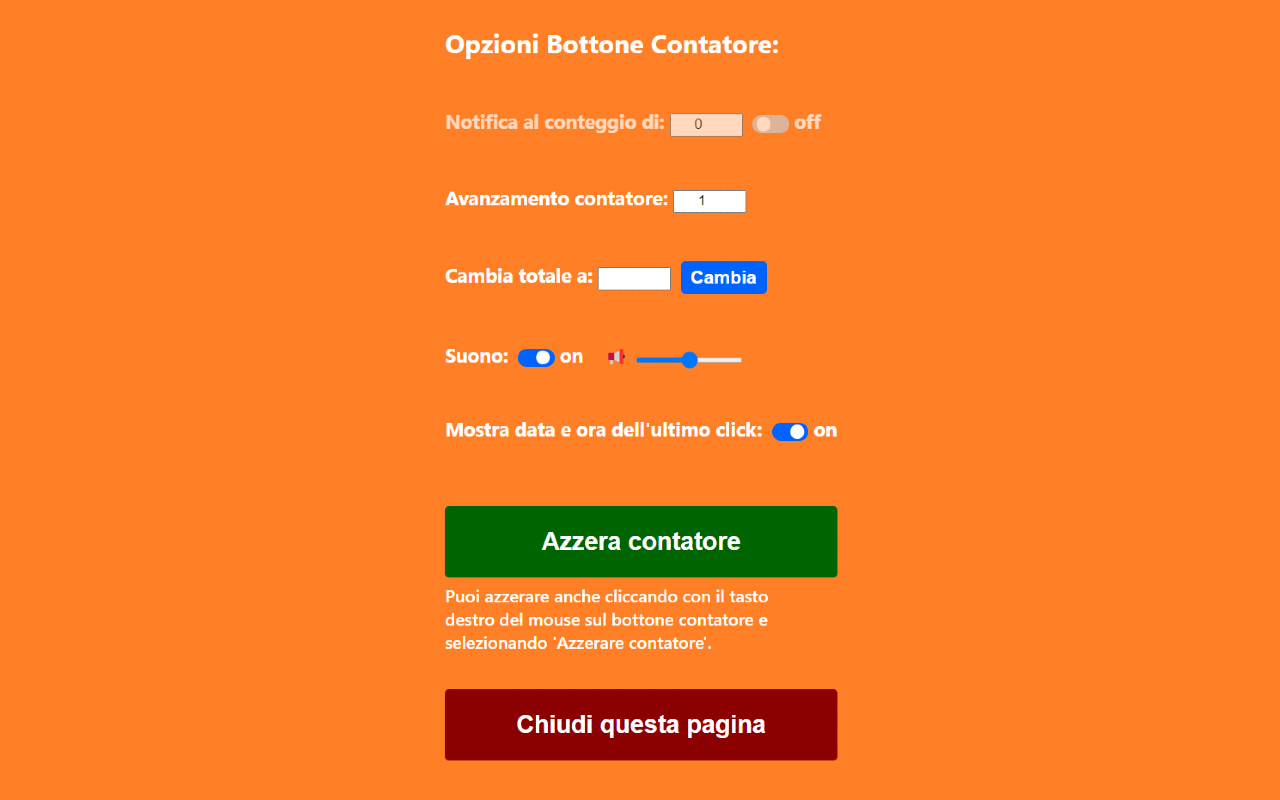 Opzioni Bottone Contatore:
Notifica al conteggio di: 0 off
Avanzamento contatore: 1
Cambia totale a: Cambia
Suono: on
Mostra data e ora dell'ultimo click: on
Azzera contatore
Puoi azzerare anche cliccando con il tasto
destro del mouse sul bottone contatore e
selezionando 'Azzerare contatore'.
Chiudi questa pagina